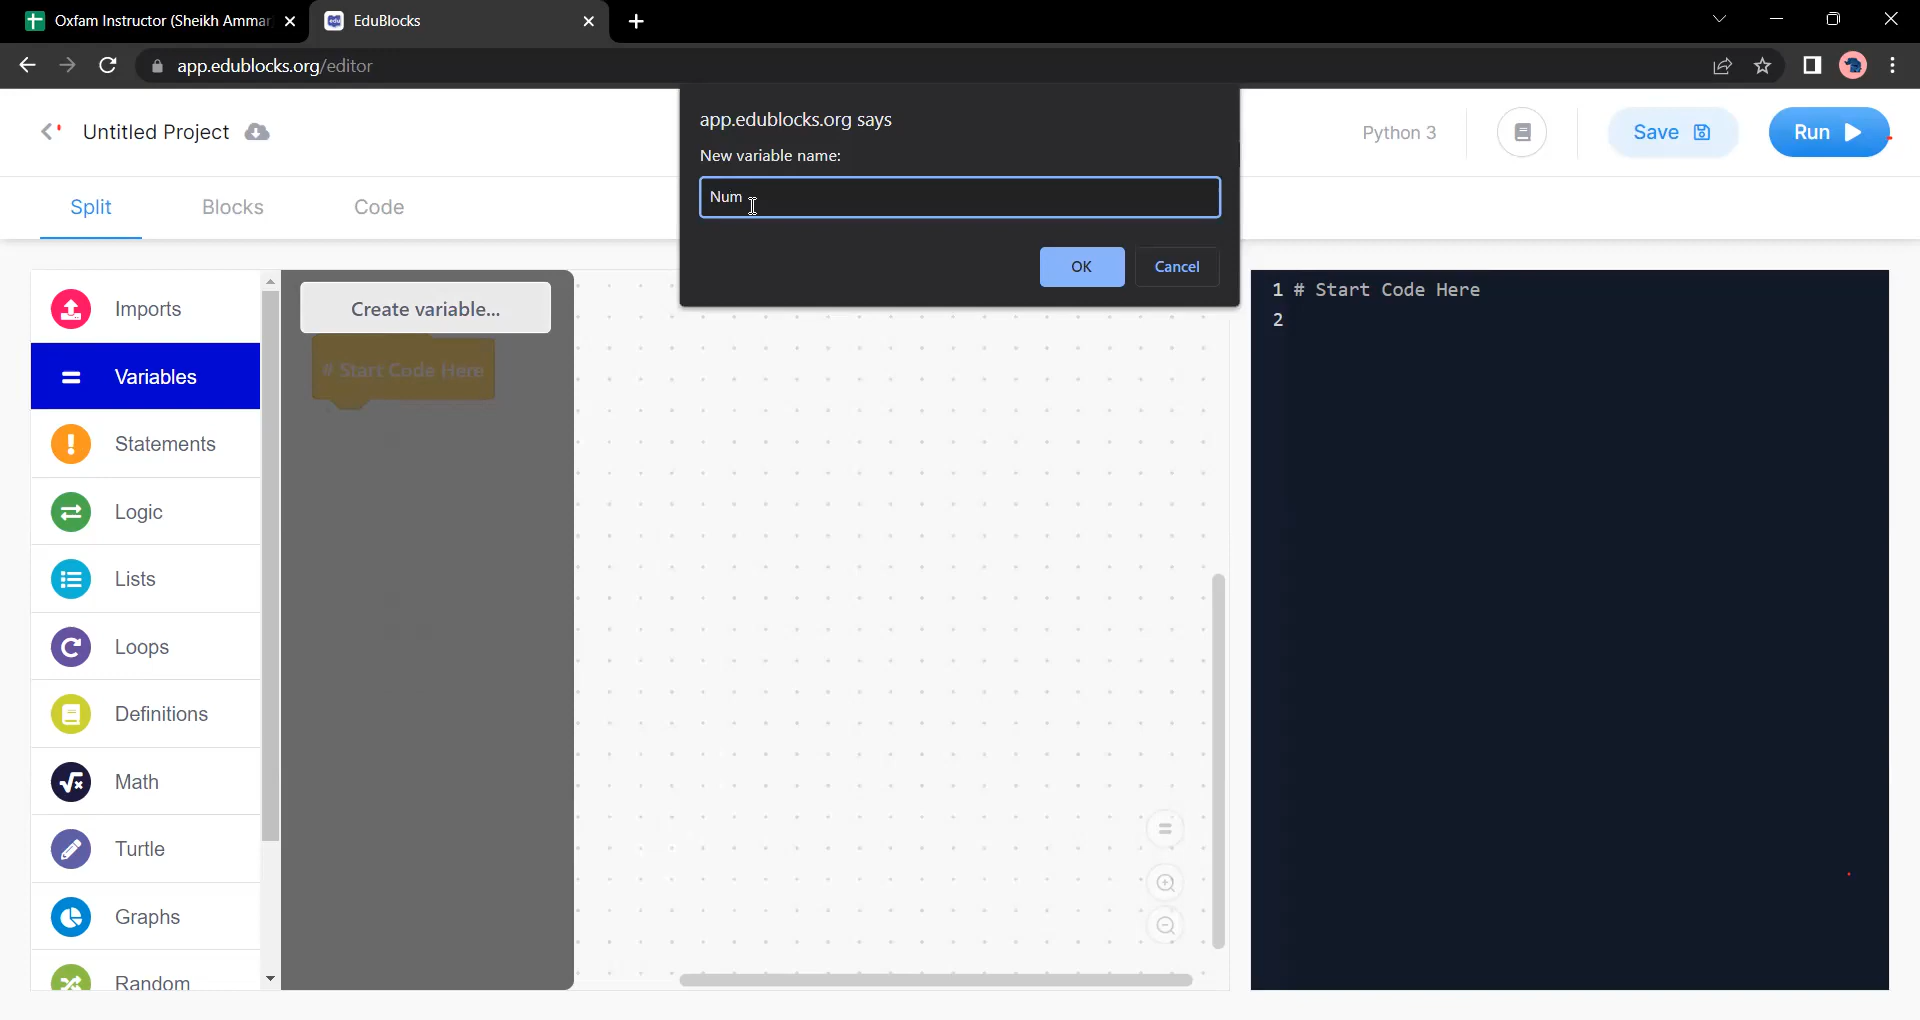 Oxfam Instructor (Sheikh Ammar
EduBlocks
app.edublocks.org/editor
Untitled Project
Python 3
Save
Run
Split
Blocks
Code
app.edublocks.org says
New variable name:
Num
OK
Cancel
Imports
Variables
Statements
Logic
Lists
Loops
Definitions
Math
Turtle
Graphs
Random
Create variable...
# Start Code Here
1 # Start Code Here
2